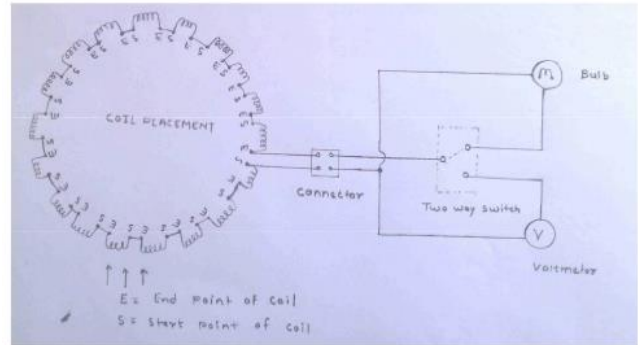 COIL PLACEMENT
E
S
Connector
Two way switch
Bulb
V
Voltmeter
E = End Point of Coil
S = Start Point of Coil